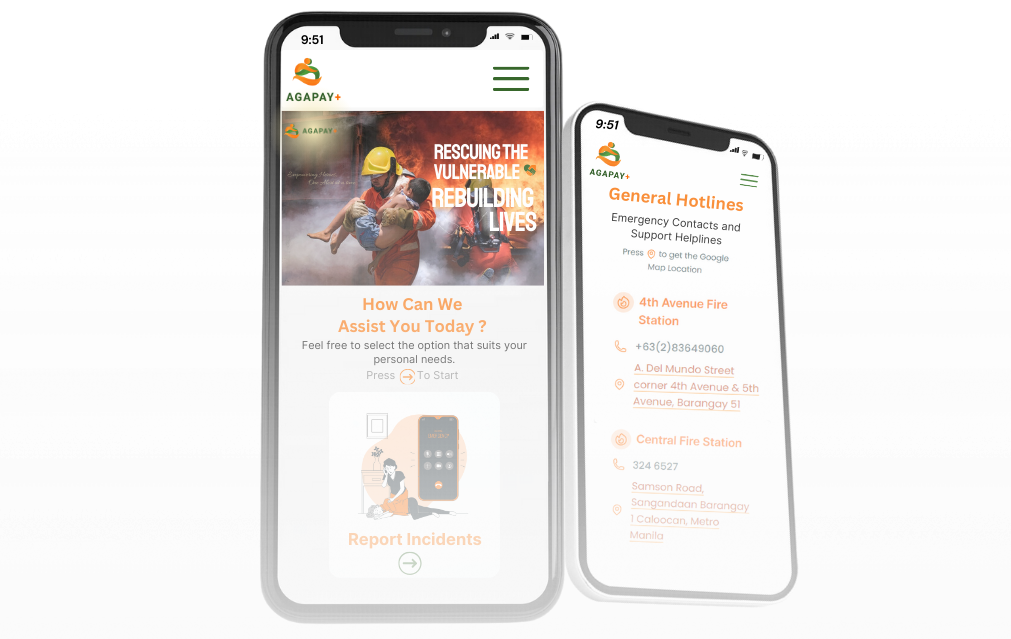 9:51
AGAPAY+
AGAPAY
RESCUING THE
VULNERABLE
REBUILDING
LIVES
How Can We
Assist You Today ?
Feel free to select the option that suits your
personal needs.
Press To Start
Report Incidents
9:51
AGAPAY+
General Hotlines
Emergency Contacts and
Support Helplines
Press to get the Google
Map Location
4th Avenue Fire
Station
+63(2)83649060
A. Del Mundo Street
corner 4th Avenue & 5th
Avenue, Barangay 51
Central Fire Station
324 6527
Samson Road,
Sangandaan Barangay
1 Caloocan, Metro
Manila